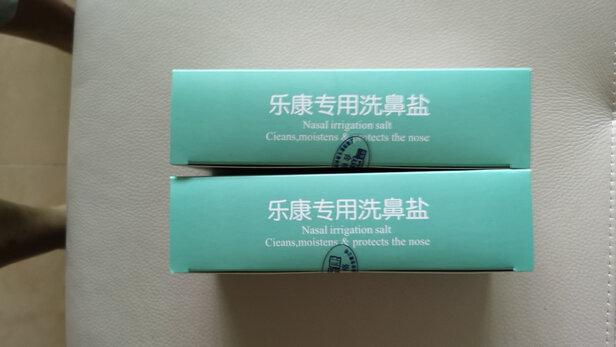 乐康专用洗鼻盐
Nasal irrigation salt
Cieans,moistens & protects the nose
乐康专用洗鼻盐
Nasal irrigation salt
Cieans,moistens & protects the nose